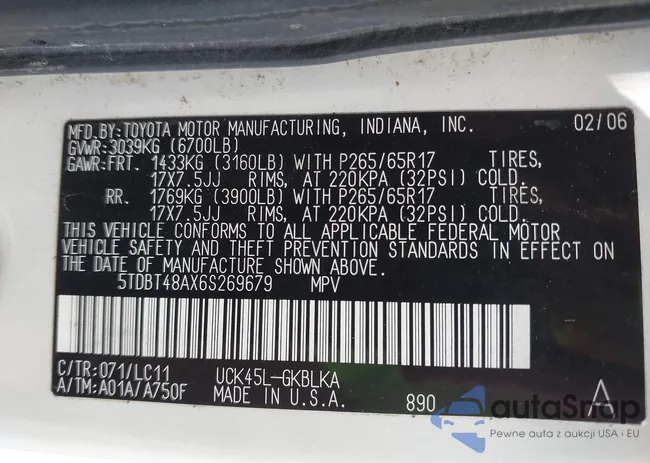 MFD.BY:TOYOTA MOTOR MANUFACTURING, INDIANA, INC. 02/06
GVWR:3039KG (6700LB)
GAWR:FRT. 1433KG (3160LB) WITH P265/65R17 TIRES,
17X7.5JJ RIMS, AT 220KPA (32PSI) COLD.
RR. 1769KG (3900LB) WITH P265/65R17 TIRES,
17X7.5JJ RIMS, AT 220KPA (32PSI) COLD.
THIS VEHICLE CONFORMS TO ALL APPLICABLE FEDERAL MOTOR
VEHICLE SAFETY AND THEFT PREVENTION STANDARDS IN EFFECT ON
THE DATE OF MANUFACTURE SHOWN ABOVE.
5TDBT48AX6S269679 MPV
C/TR:071/LC11 UCK45L-GKBLKA
A/TM:A01A/A750F MADE IN U.S.A. 890
autaSnap
Pewne auta z aukcji USA i EU